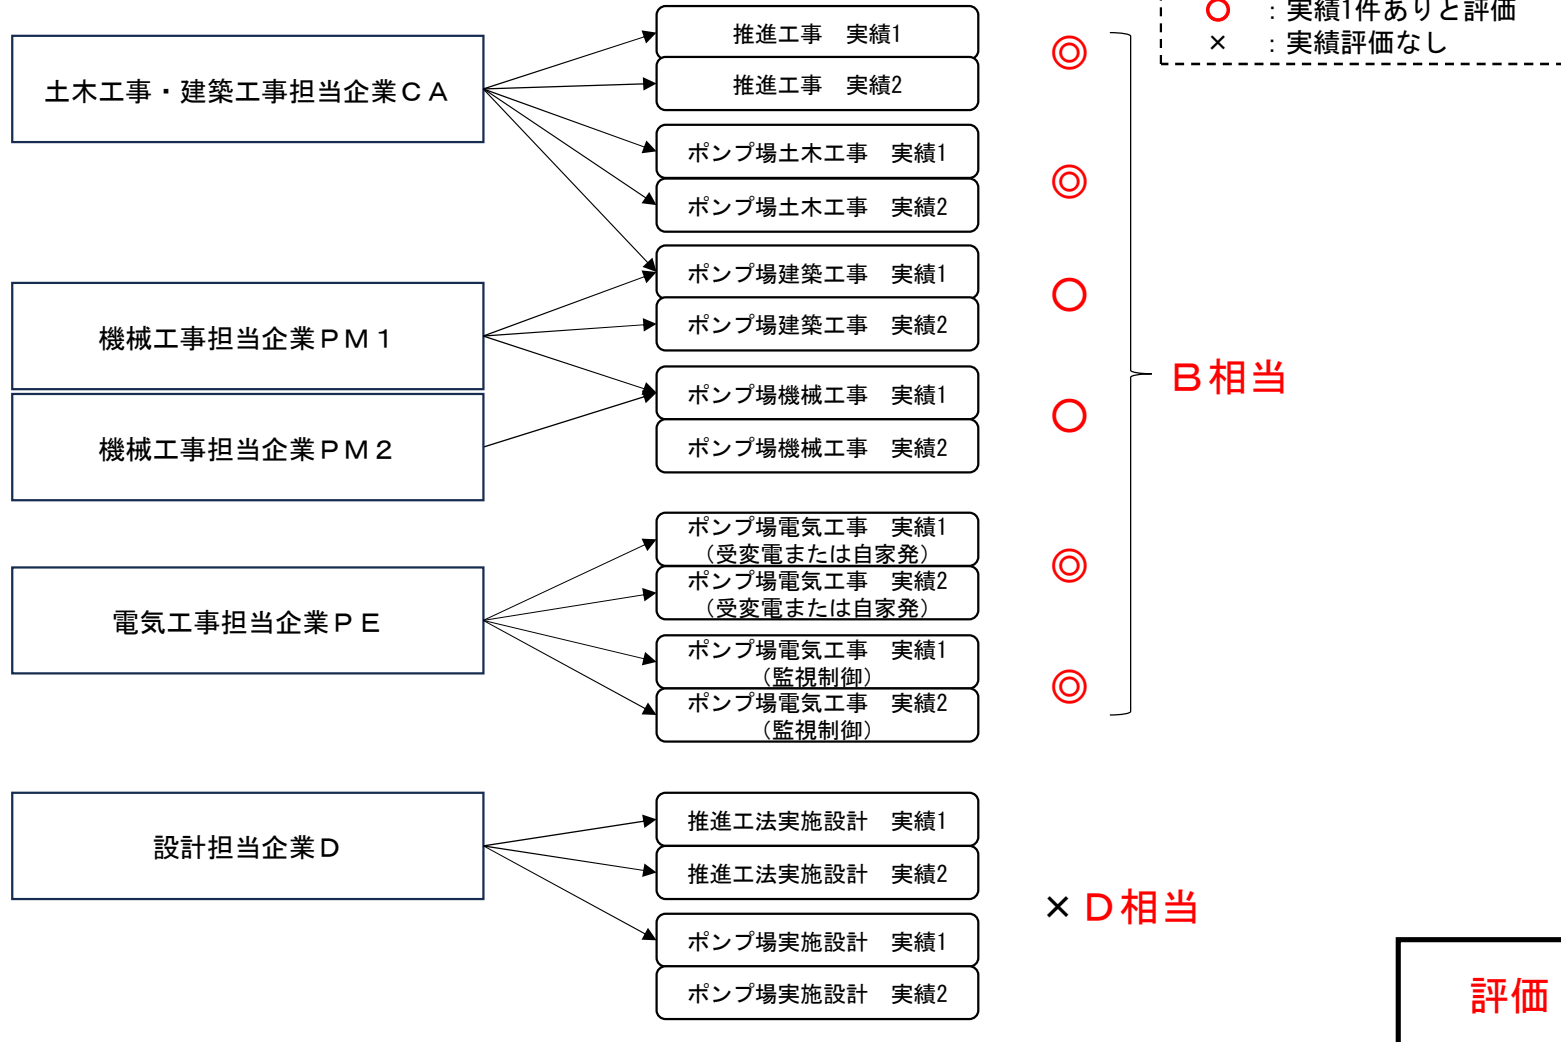 ○　：実績1件ありと評価
×　：実績評価なし
土木工事・建築工事担当企業ＣＡ
推進工事　実績1
推進工事　実績2
◎
ポンプ場土木工事　実績1
ポンプ場土木工事　実績2
◎
機械工事担当企業ＰＭ１
ポンプ場建築工事　実績1
ポンプ場建築工事　実績2
○
機械工事担当企業ＰＭ２
ポンプ場機械工事　実績1
ポンプ場機械工事　実績2
○
Ｂ相当
電気工事担当企業ＰＥ
ポンプ場電気工事　実績1
（受変電または自家発）
ポンプ場電気工事　実績2
（受変電または自家発）
◎
ポンプ場電気工事　実績1
（監視制御）
ポンプ場電気工事　実績2
（監視制御）
◎
設計担当企業Ｄ
推進工法実施設計　実績1
推進工法実施設計　実績2
ポンプ場実施設計　実績1
ポンプ場実施設計　実績2
×Ｄ相当
評価